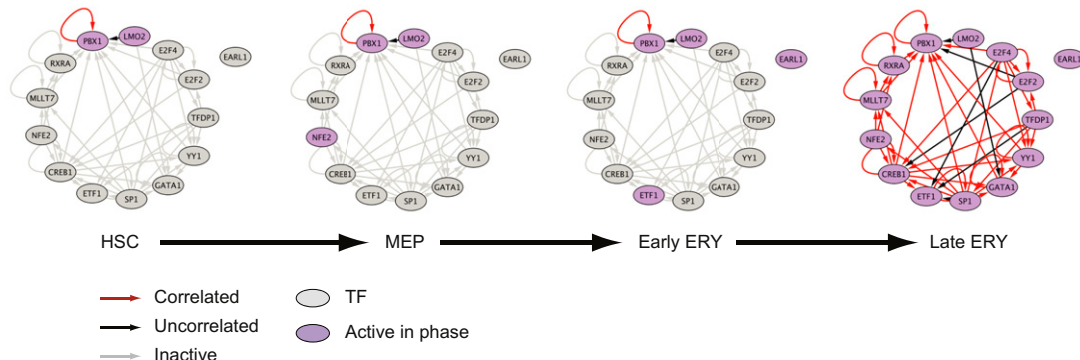 PBX1
LMO2
E2F4
EARL1
RXRA
E2F2
MLLT7
TFDP1
NFE2
YY1
CREB1
GATA1
ETF1
SP1
PBX1
LMO2
E2F4
EARL1
RXRA
E2F2
MLLT7
TFDP1
NFE2
YY1
CREB1
GATA1
ETF1
SP1
PBX1
LMO2
E2F4
EARL1
RXRA
E2F2
MLLT7
TFDP1
NFE2
YY1
CREB1
GATA1
ETF1
SP1
PBX1
LMO2
E2F4
EARL1
RXRA
E2F2
MLLT7
TFDP1
NFE2
YY1
CREB1
GATA1
ETF1
SP1
HSC MEP Early ERY Late ERY
Correlated TF
Uncorrelated Active in phase
Inactive